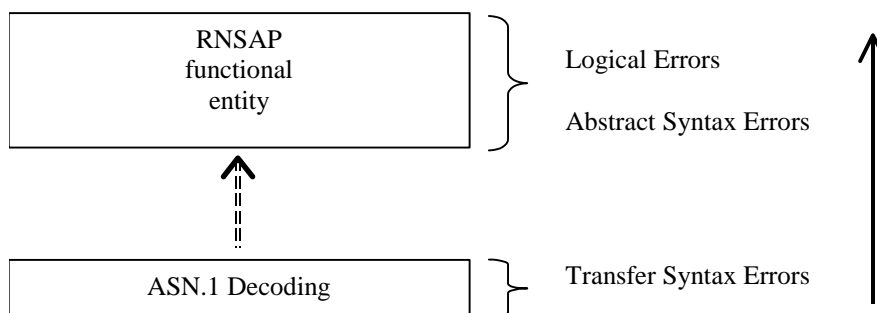 RNSAP
functional
entity
Logical Errors
Abstract Syntax Errors
ASN.1 Decoding
Transfer Syntax Errors